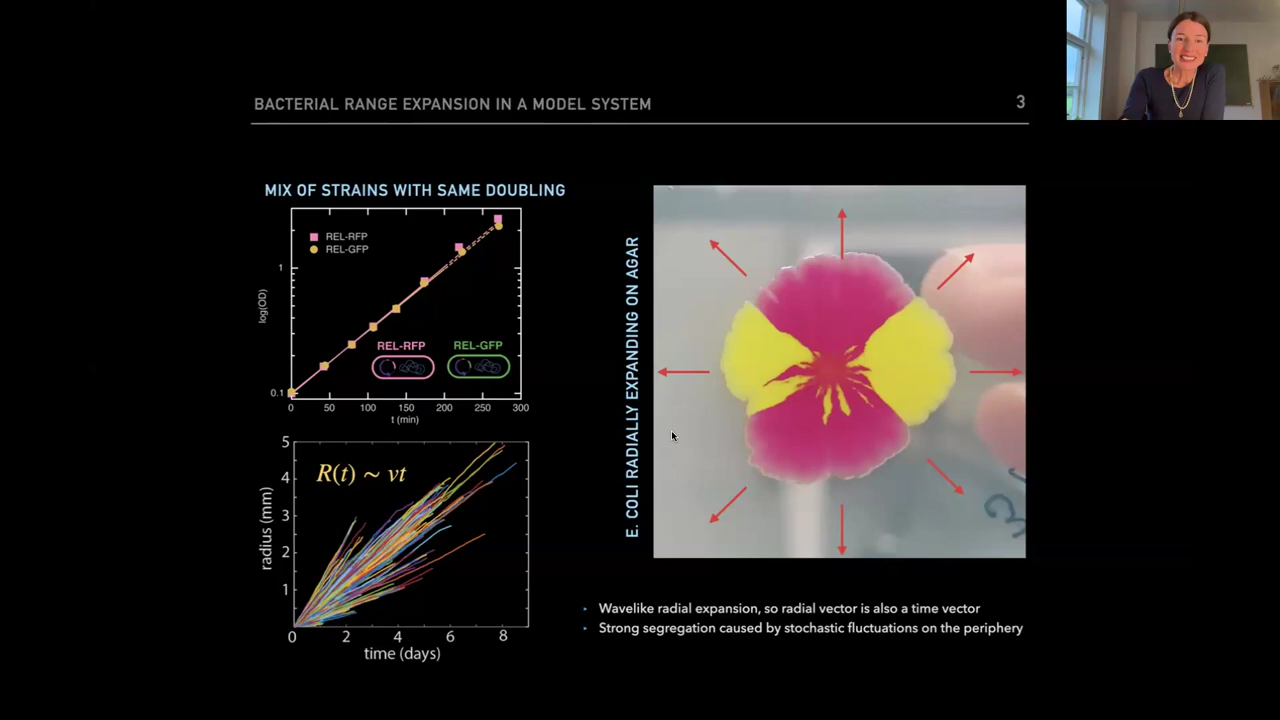 BACTERIAL RANGE EXPANSION IN A MODEL SYSTEM
3
MIX OF STRAINS WITH SAME DOUBLING
REL-RFP
REL-GFP
1
log(OD)
REL-RFP REL-GFP
0.1
0 50 100 150 200 250 300
t (min)
5
R(t) ~ vt
4
3
2
1
radius (mm)
0 2 4 6 8
time (days)
E. COLI RADIALLY EXPANDING ON AGAR
Wavelike radial expansion, so radial vector is also a time vector
Strong segregation caused by stochastic fluctuations on the periphery